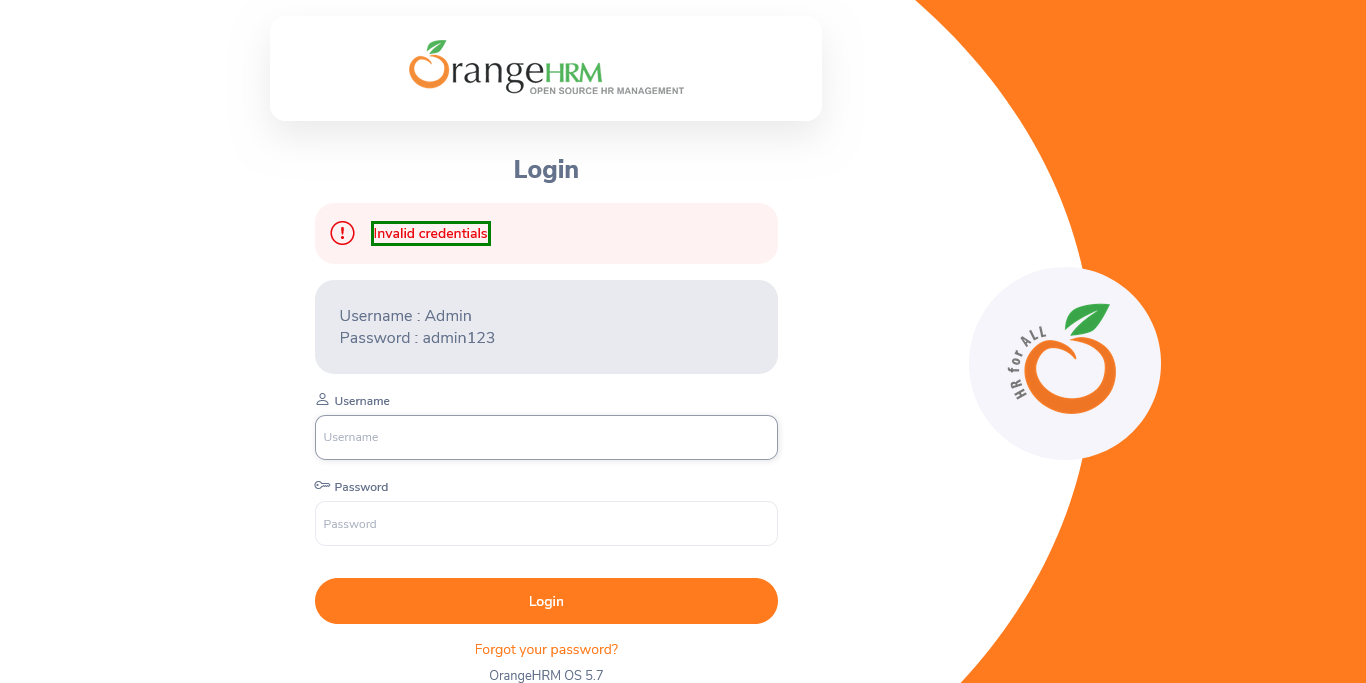 OrangeHRM
OPEN SOURCE HR MANAGEMENT
Login
Invalid credentials
Username : Admin
Password : admin123
Username
Username
Password
Password
Login
Forgot your password?
OrangeHRM OS 5.7
HR for ALL